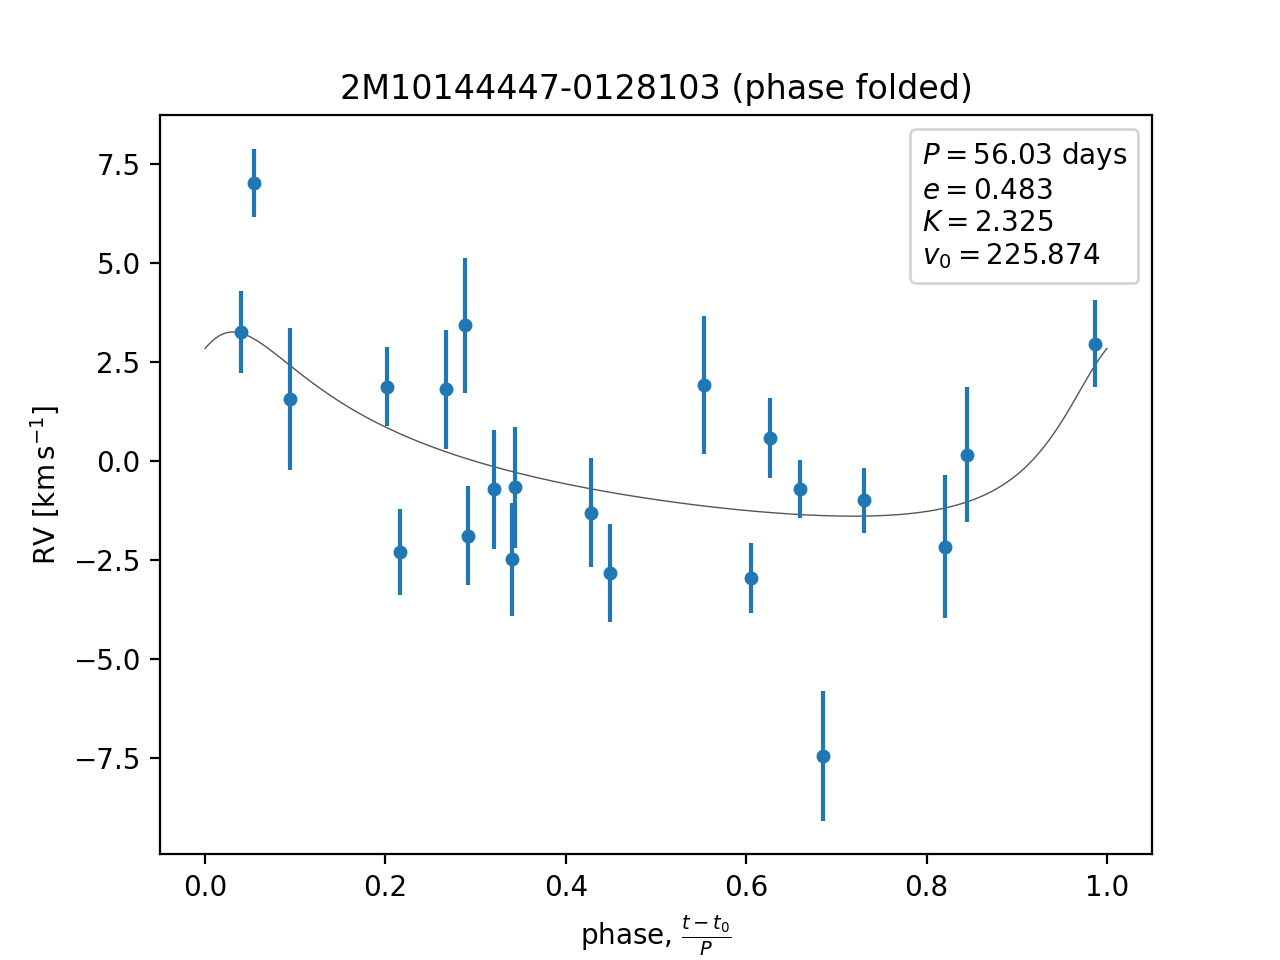 2M10144447-0128103 (phase folded)
P = 56.03 days
e = 0.483
K = 2.325
v₀ = 225.874
7.5
5.0
2.5
0.0
−2.5
−5.0
−7.5
RV [km s⁻¹]
0.0 0.2 0.4 0.6 0.8 1.0
phase, (t − t₀)/P